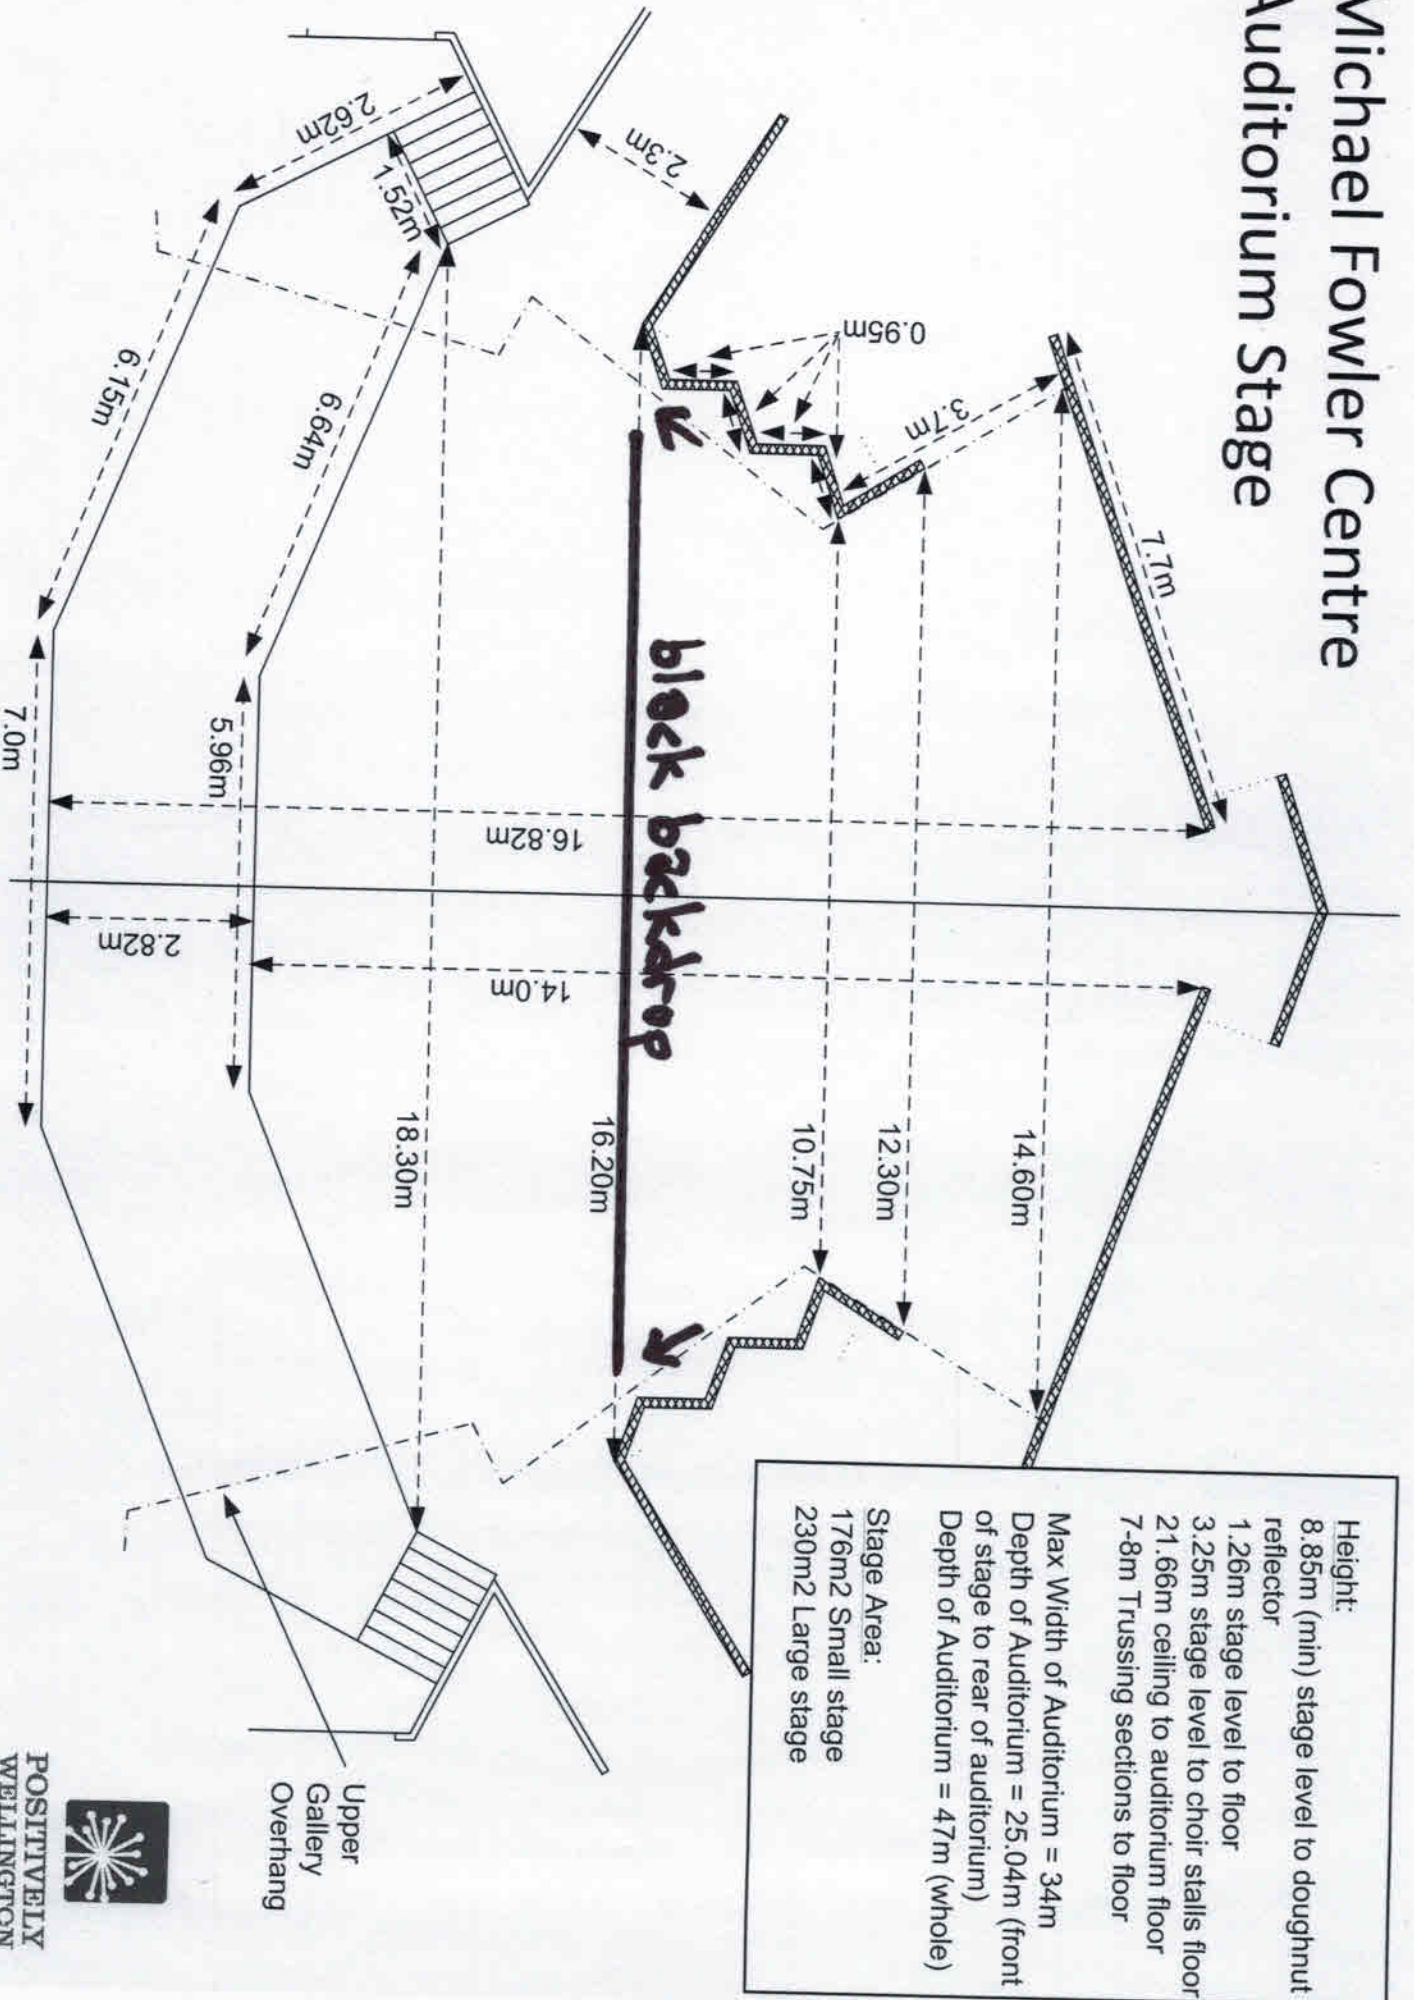 Michael Fowler Centre
Auditorium Stage
Height:
8.85m (min) stage level to doughnut
reflector
1.26m stage level to floor
3.25m stage level to choir stalls floor
21.66m ceiling to auditorium floor
7-8m Trussing sections to floor
Max Width of Auditorium = 34m
Depth of Auditorium = 25.04m (front
of stage to rear of auditorium)
Depth of Auditorium = 47m (whole)
Stage Area:
176m2 Small stage
230m2 Large stage
7.7m
14.60m
3.7m
12.30m
0.95m
10.75m
2.3m
black backdrop
16.20m
16.82m
14.0m
18.30m
2.62m
1.52m
6.64m
5.96m
6.15m
2.82m
7.0m
Upper
Gallery
Overhang
POSITIVELY
WELLINGTON